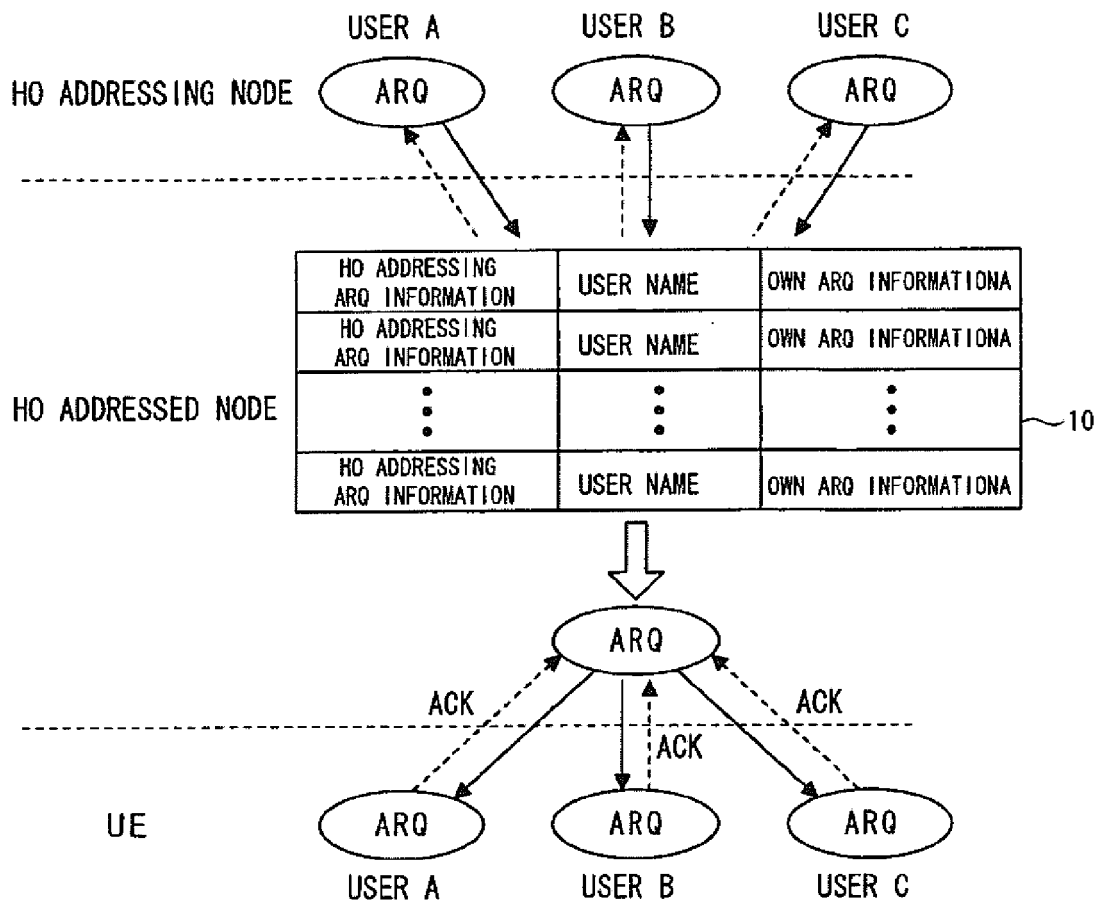 USER A
USER B
USER C
HO ADDRESSING NODE
ARQ
ARQ
ARQ
HO ADDRESSING
ARQ INFORMATION
USER NAME
OWN ARQ INFORMATIONA
HO ADDRESSING
ARQ INFORMATION
USER NAME
OWN ARQ INFORMATIONA
HO ADDRESSED NODE
10
HO ADDRESSING
ARQ INFORMATION
USER NAME
OWN ARQ INFORMATIONA
ARQ
ACK
ACK
ACK
UE
ARQ
ARQ
ARQ
USER A
USER B
USER C